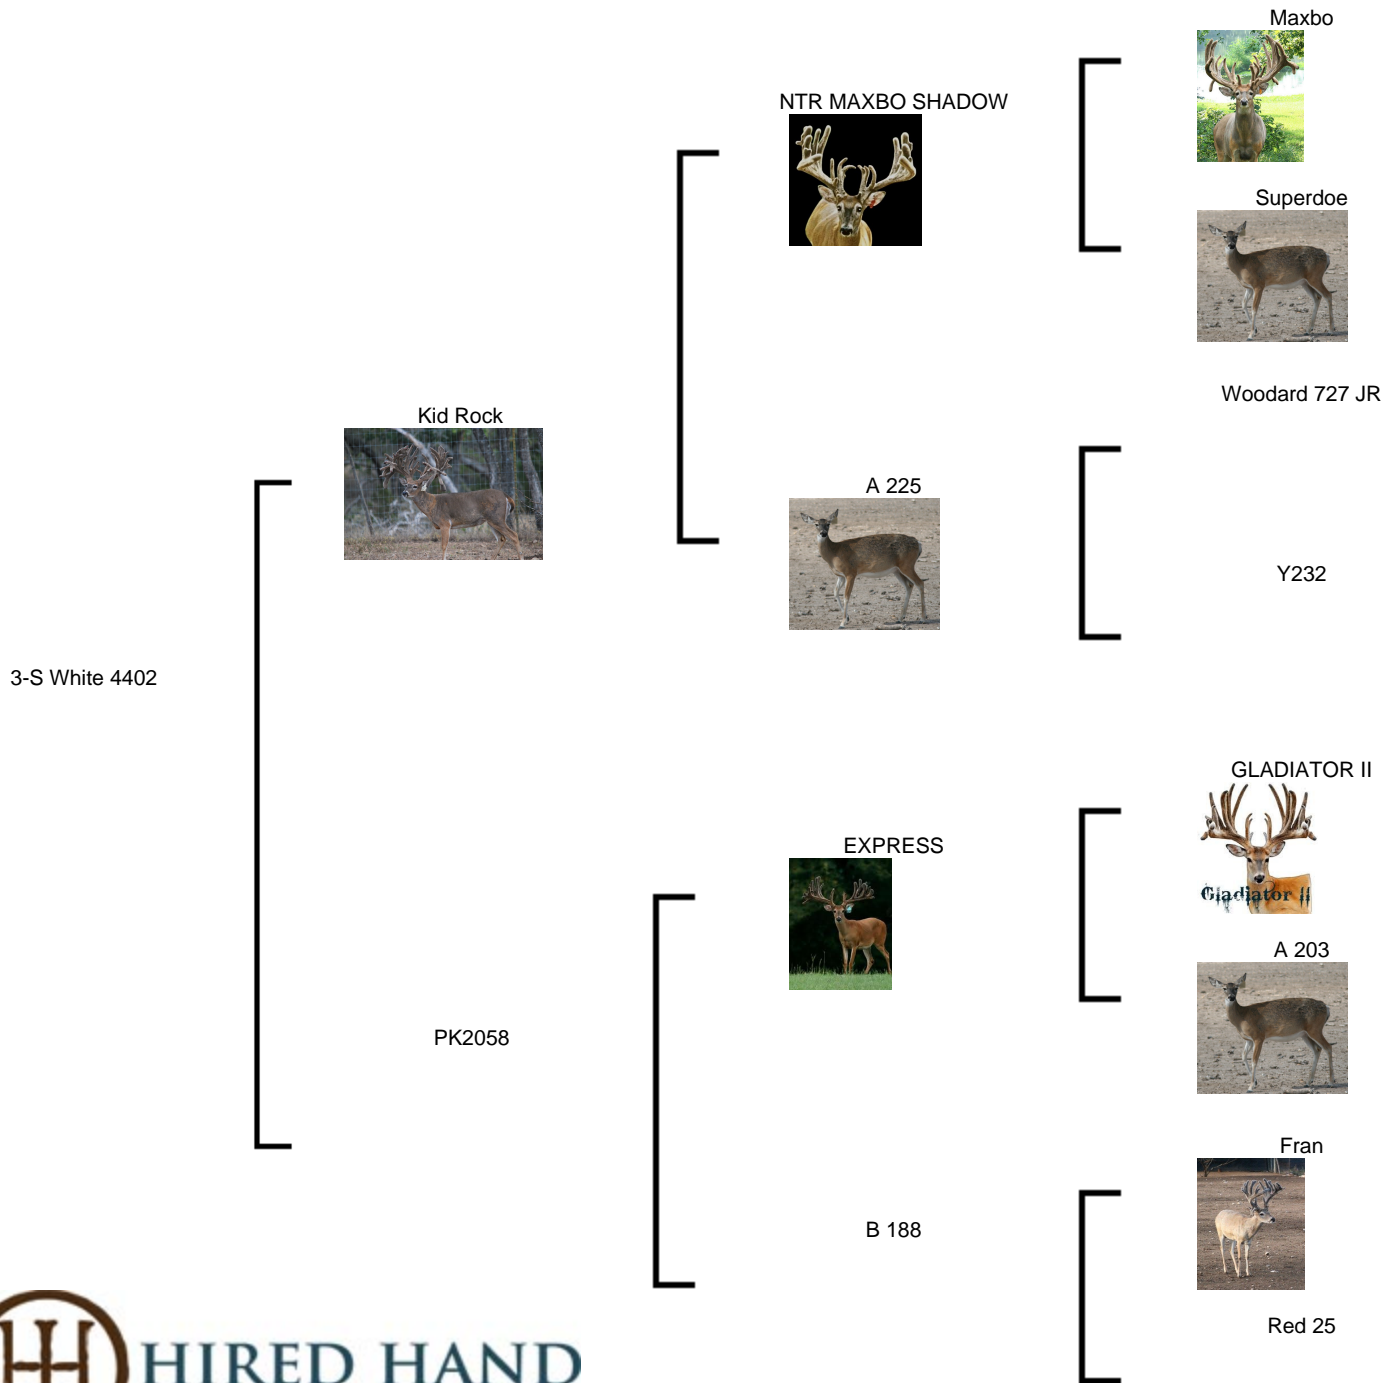 Maxbo
NTR MAXBO SHADOW
Superdoe
Woodard 727 JR
Kid Rock
A 225
Y232
3-S White 4402
GLADIATOR II
Gladiator II
EXPRESS
A 203
PK2058
Fran
B 188
Red 25
HIRED HAND